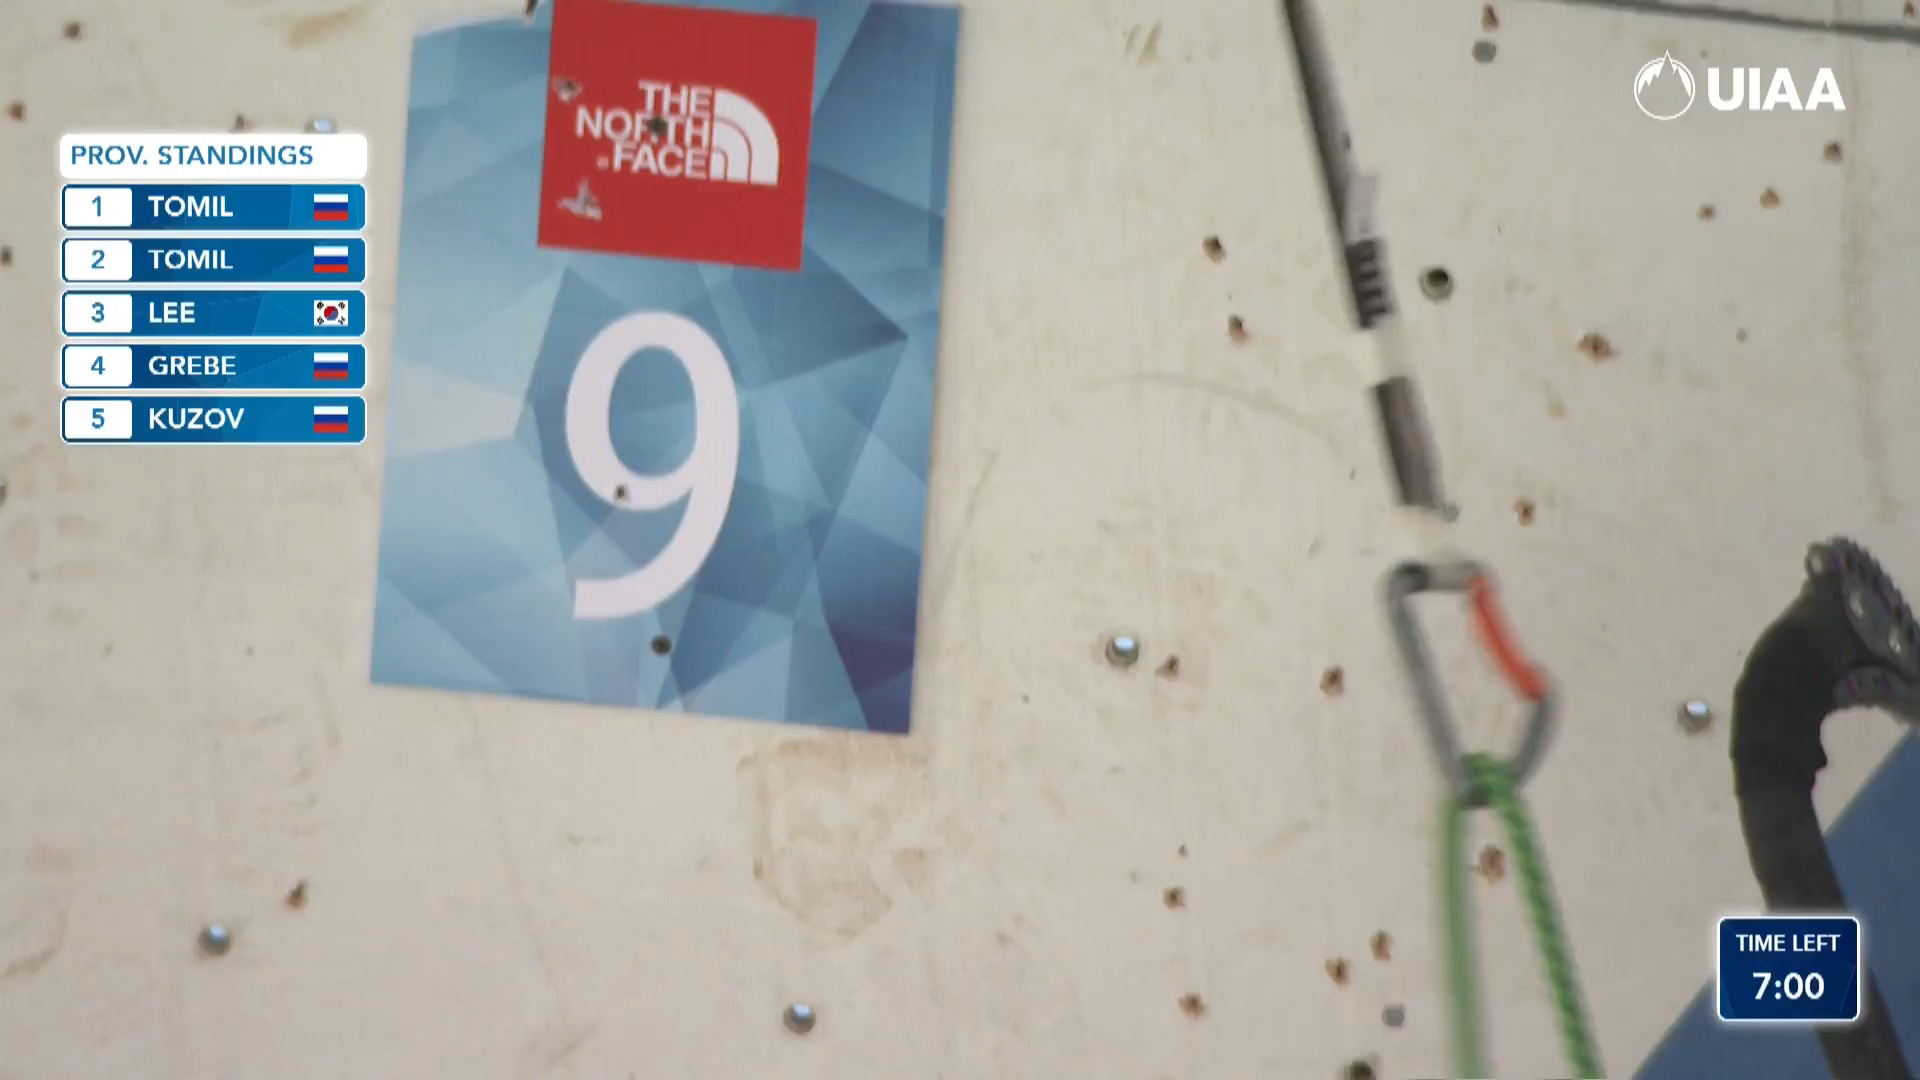 THE
NORTH
FACE
9
UIAA
PROV. STANDINGS
1 TOMIL
2 TOMIL
3 LEE
4 GREBE
5 KUZOV
TIME LEFT
7:00